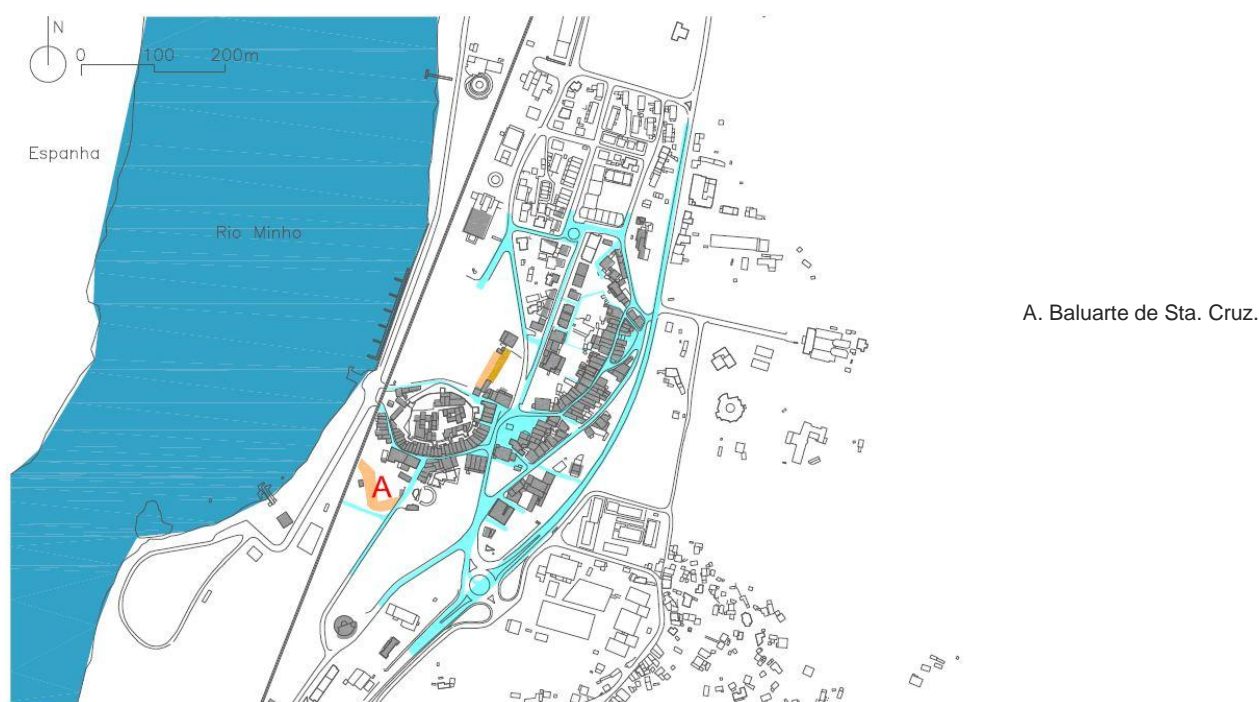 N
0 100 200m
Espanha
Rio Minho
A. Baluarte de Sta. Cruz.
A